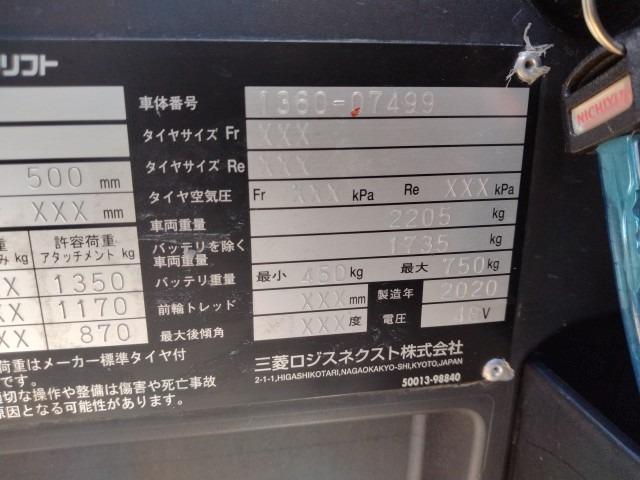 リフト
車体番号 1360-07499
タイヤサイズ Fr XXX
タイヤサイズ Re XXX
500 mm タイヤ空気圧 Fr XXX kPa Re XXX kPa
XXX mm 車両重量 2205 kg
許容荷重 アタッチメント kg バッテリを除く車両重量 1735 kg
1350 バッテリ重量 最小 450 kg 最大 750 kg
1170 前輪トレッド XXX mm 製造年 2020
870 最大後傾角 XXX 度 電圧 48 V
荷重はメーカー標準タイヤ付
です。
切な操作や整備は傷害や死亡事故
原因となる可能性があります。
三菱ロジスネクスト株式会社
2-1-1,HIGASHIKOTARI,NAGAOKAKYO-SHI,KYOTO,JAPAN
50013-98840
NICHIYU